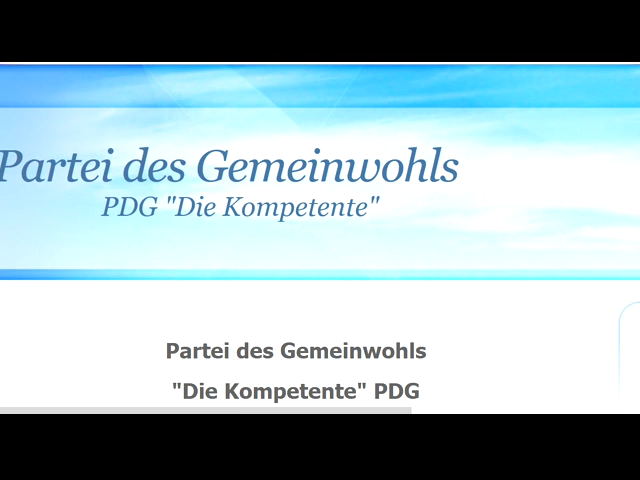 Partei des Gemeinwohls
PDG "Die Kompetente"
Partei des Gemeinwohls
"Die Kompetente" PDG